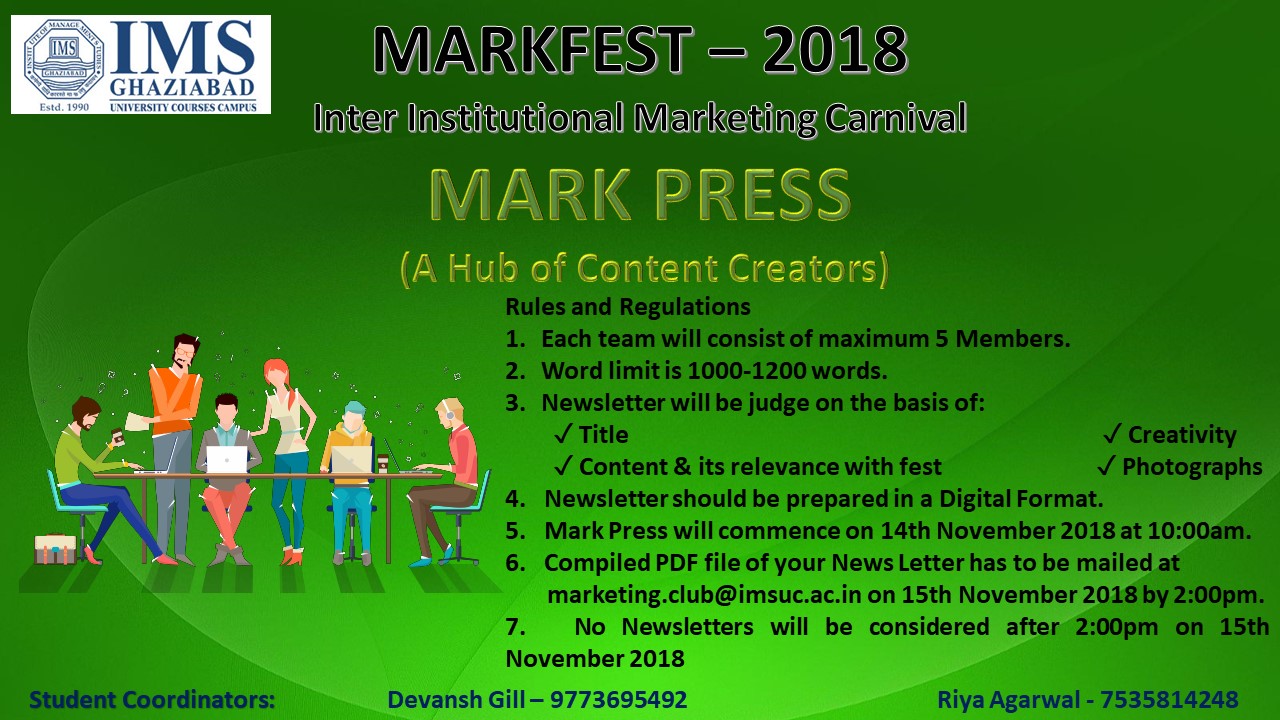 IMS
GHAZIABAD
Estd. 1990
UNIVERSITY COURSES CAMPUS
MARKFEST – 2018
Inter Institutional Marketing Carnival
MARK PRESS
(A Hub of Content Creators)
Rules and Regulations
1. Each team will consist of maximum 5 Members.
2. Word limit is 1000-1200 words.
3. Newsletter will be judge on the basis of:
✓ Title ✓ Creativity
✓ Content & its relevance with fest ✓ Photographs
4. Newsletter should be prepared in a Digital Format.
5. Mark Press will commence on 14th November 2018 at 10:00am.
6. Compiled PDF file of your News Letter has to be mailed at
marketing.club@imsuc.ac.in on 15th November 2018 by 2:00pm.
7. No Newsletters will be considered after 2:00pm on 15th
November 2018
Student Coordinators: Devansh Gill – 9773695492 Riya Agarwal - 7535814248